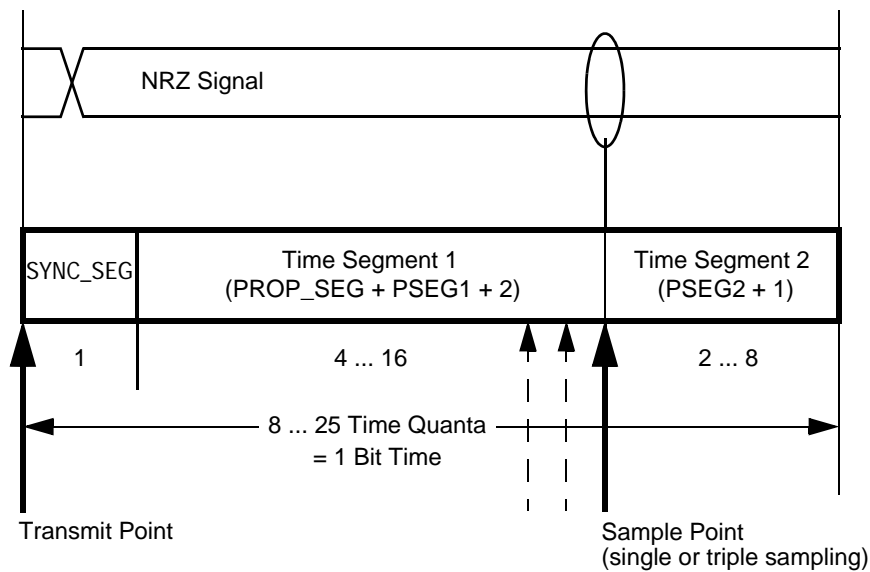 NRZ Signal
SYNC_SEG
Time Segment 1
(PROP_SEG + PSEG1 + 2)
Time Segment 2
(PSEG2 + 1)
1
4 ... 16
2 ... 8
8 ... 25 Time Quanta
= 1 Bit Time
Transmit Point
Sample Point
(single or triple sampling)